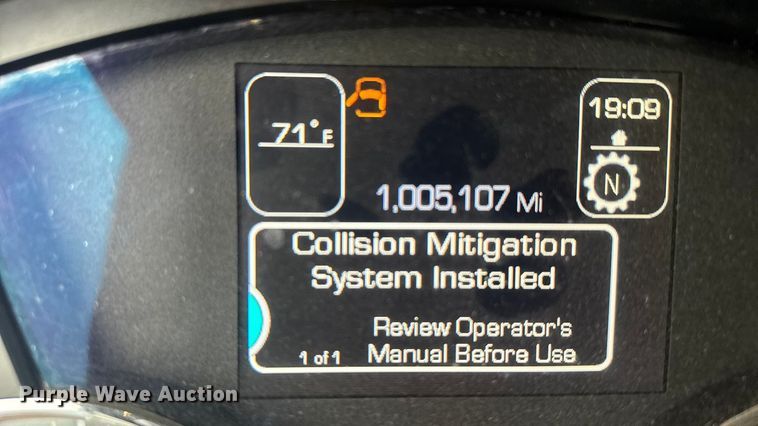 71°F
19:09
N
1,005,107 Mi
Collision Mitigation
System Installed
Review Operator's
1 of 1 Manual Before Use
Purple Wave Auction